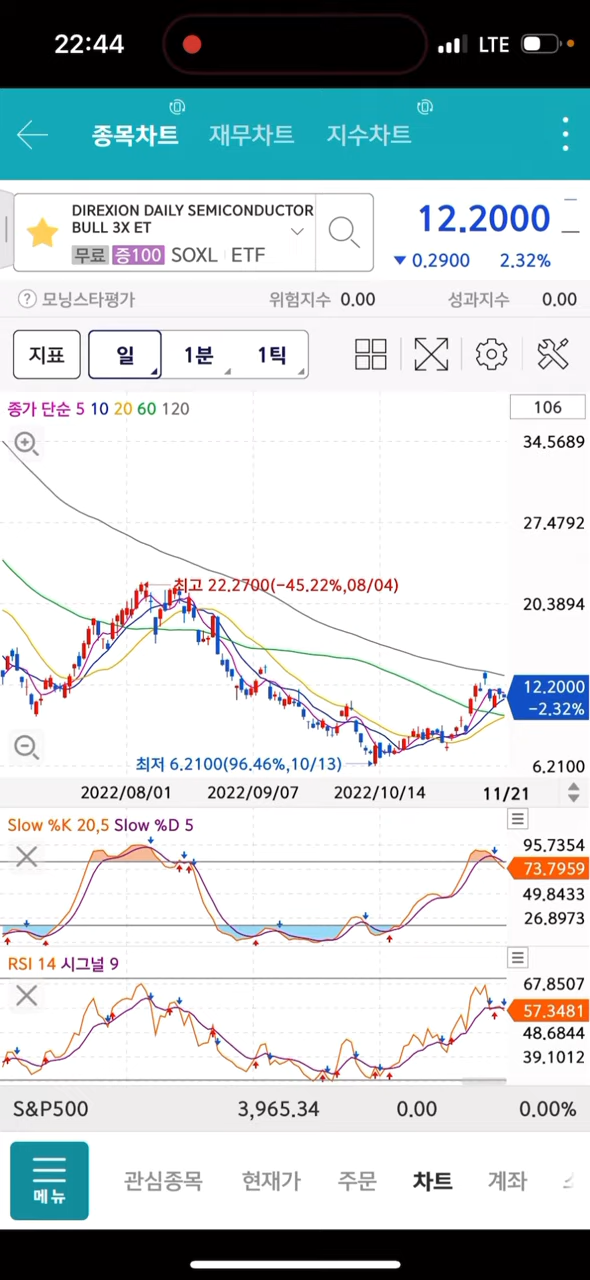 22:44
LTE
종목차트 재무차트 지수차트
DIREXION DAILY SEMICONDUCTOR
BULL 3X ET
무료 증100 SOXL ETF
12.2000
▼ 0.2900 2.32%
? 모닝스타평가 위험지수 0.00 성과지수 0.00
지표 일 1분 1틱
종가 단순 5 10 20 60 120
106
34.5689
27.4792
최고 22.2700(-45.22%,08/04)
20.3894
12.2000
-2.32%
최저 6.2100(96.46%,10/13)
6.2100
2022/08/01 2022/09/07 2022/10/14 11/21
Slow %K 20,5 Slow %D 5
95.7354
73.7959
49.8433
26.8973
RSI 14 시그널 9
67.8507
57.3481
48.6844
39.1012
S&P500 3,965.34 0.00 0.00%
메뉴 관심종목 현재가 주문 차트 계좌